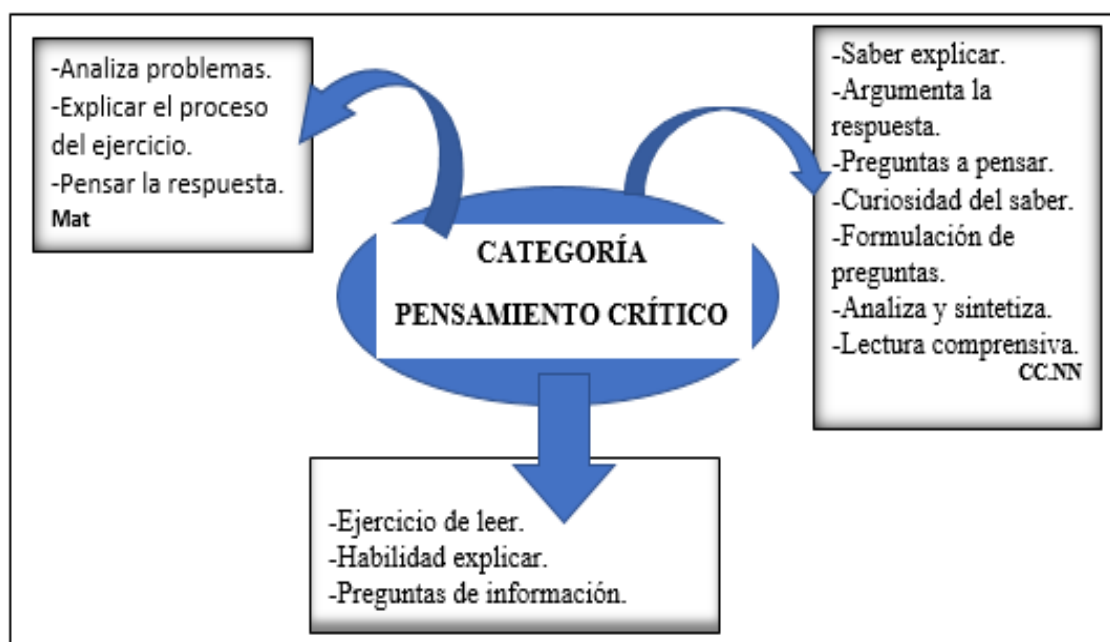 -Analiza problemas.
-Explicar el proceso
del ejercicio.
-Pensar la respuesta.
Mat
-Saber explicar.
-Argumenta la
respuesta.
-Preguntas a pensar.
-Curiosidad del saber.
-Formulación de
preguntas.
-Analiza y sintetiza.
-Lectura comprensiva.
CC.NN
CATEGORÍA
PENSAMIENTO CRÍTICO
-Ejercicio de leer.
-Habilidad explicar.
-Preguntas de información.